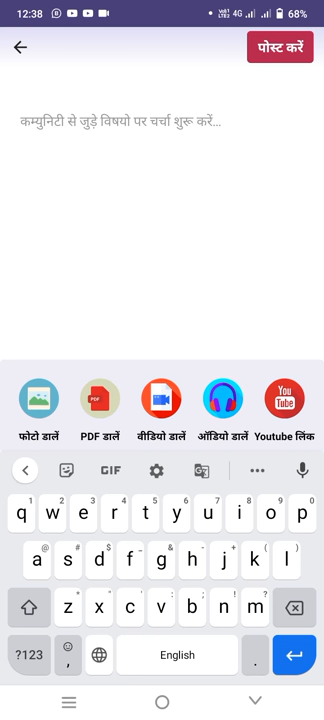 12:38 4G 68%
पोस्ट करें
कम्युनिटी से जुड़े विषयो पर चर्चा शुरू करें...
PDF You Tube
फोटो डालें PDF डालें वीडियो डालें ऑडियो डालें Youtube लिंक
GIF
1 2 3 4 5 6 7 8 9 0
q w e r t y u i o p
@ # $ _ & - + ( )
a s d f g h j k l
* " ' : ; ! ?
z x c v b n m
?123 , English .